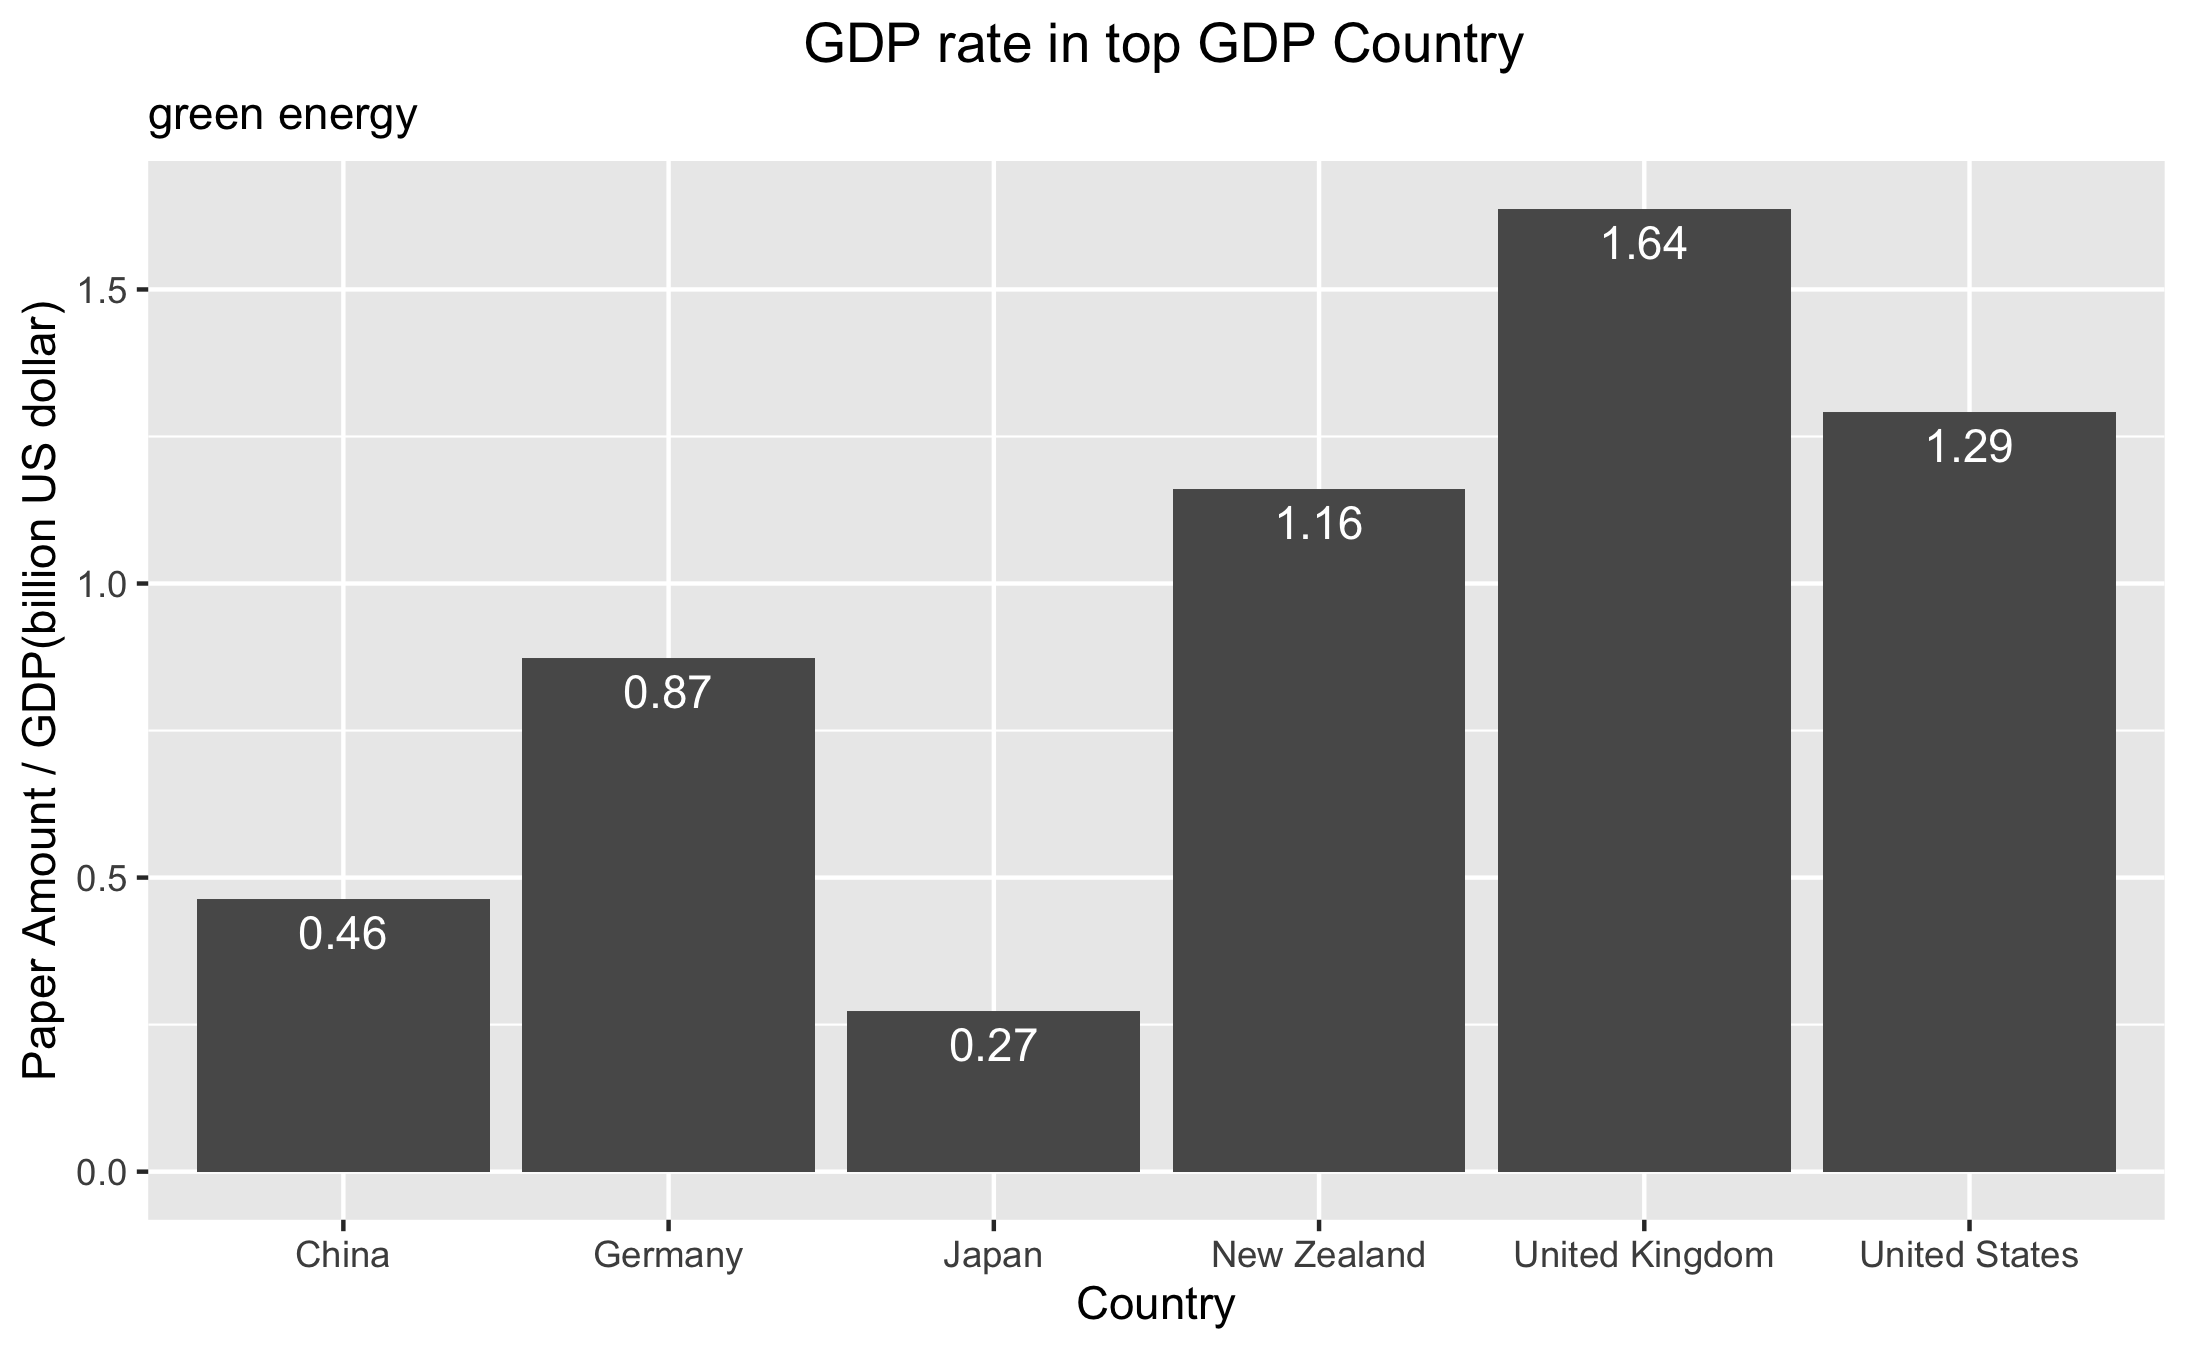 GDP rate in top GDP Country
green energy
Paper Amount / GDP(billion US dollar)
1.5
1.0
0.5
0.0
0.46
0.87
0.27
1.16
1.64
1.29
China
Germany
Japan
New Zealand
United Kingdom
United States
Country